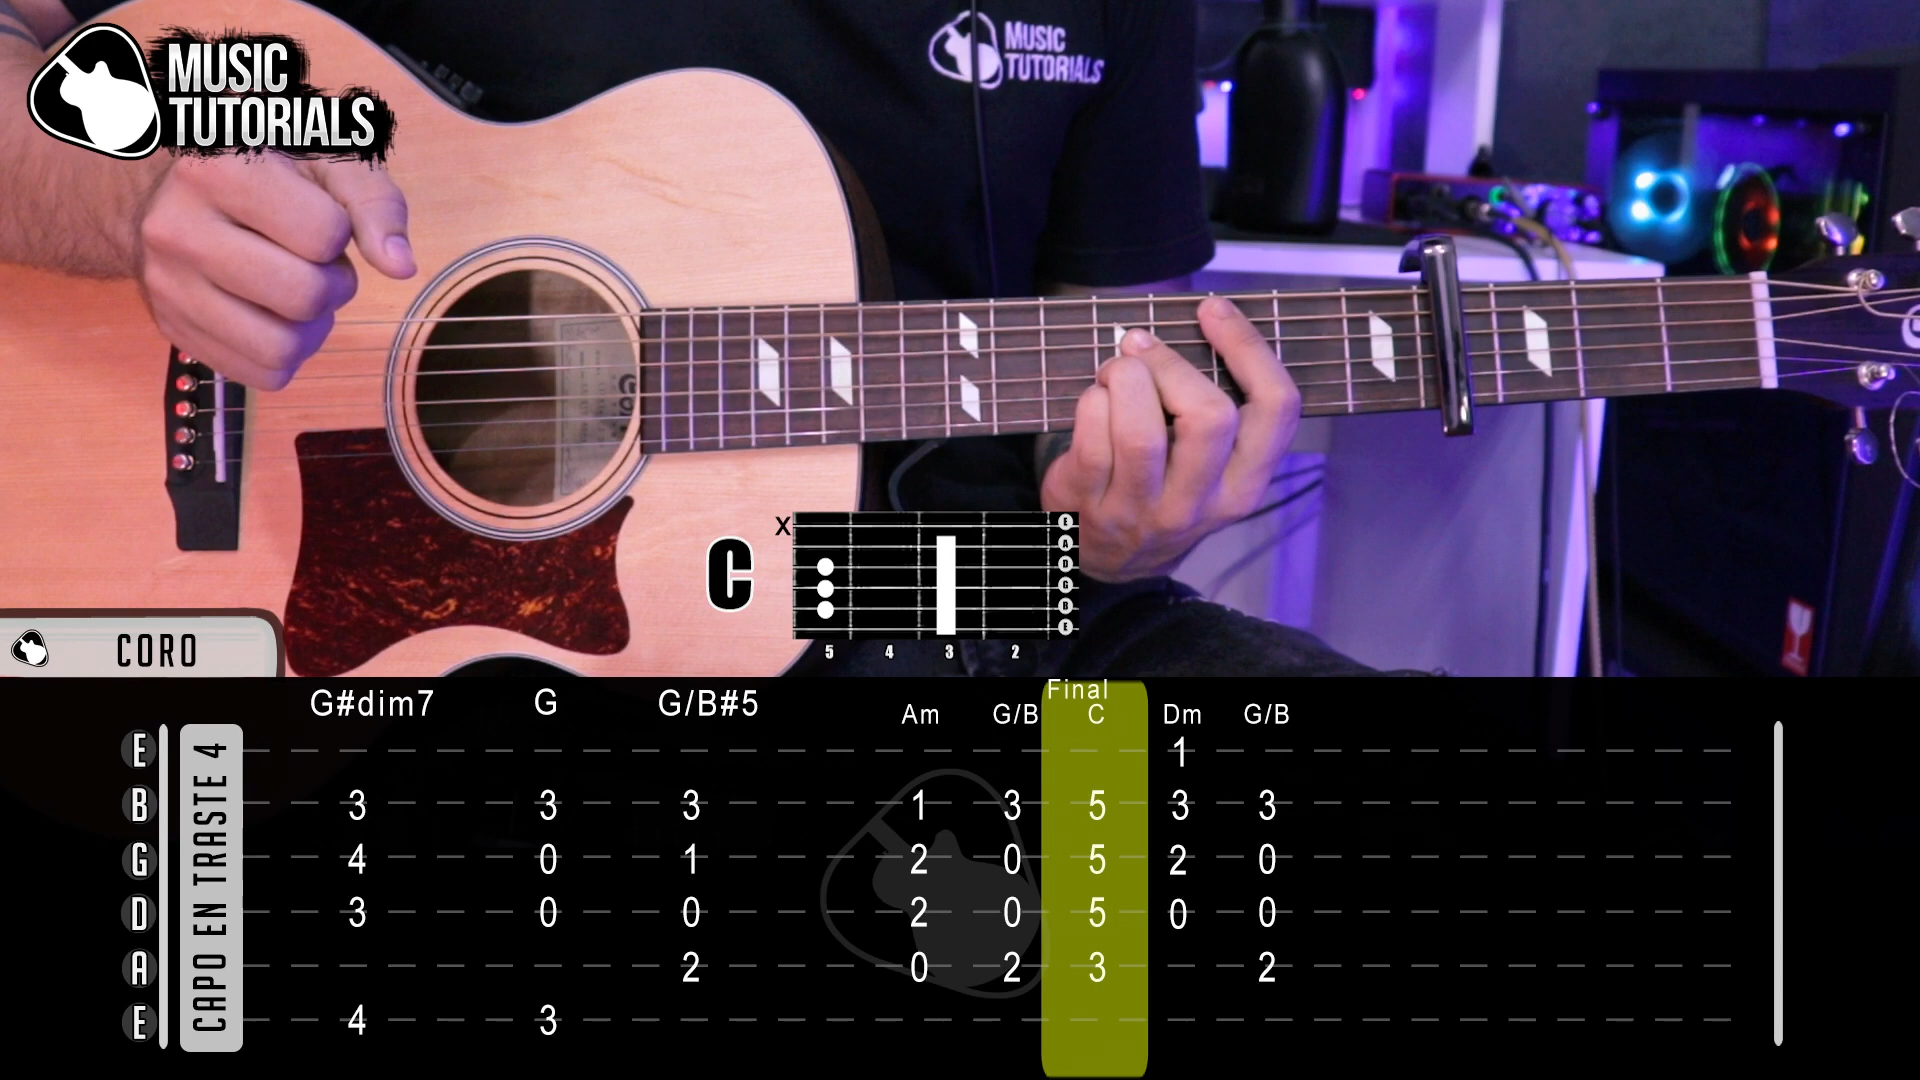 MUSIC
TUTORIALS
MUSIC
TUTORIALS
X
C
E
A
D
G
B
E
5 4 3 2
CORO
Final
G#dim7 G G/B#5 Am G/B C Dm G/B
CAPO EN TRASTE 4
E 1
B 3 3 3 1 3 5 3 3
G 4 0 1 2 0 5 2 0
D 3 0 0 2 0 5 0 0
A 2 0 2 3 2
E 4 3